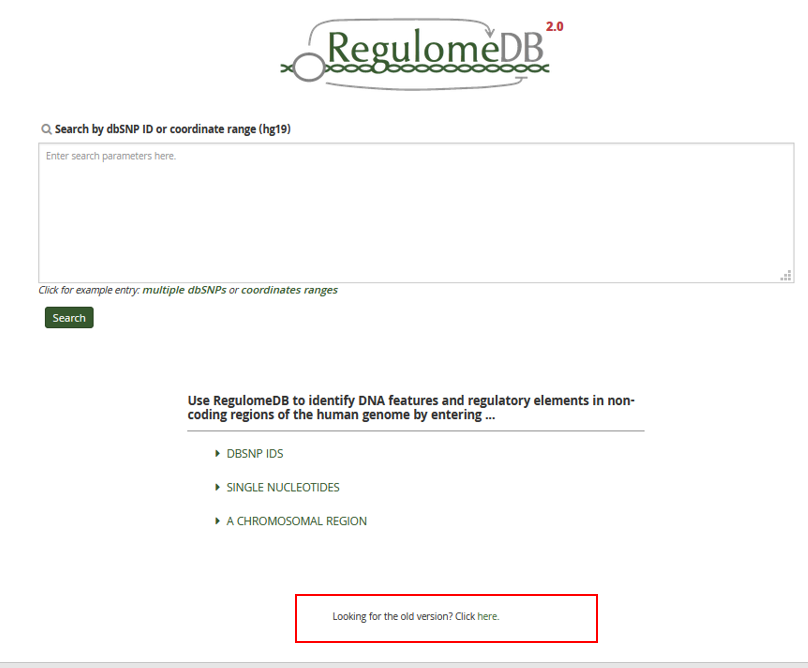 RegulomeDB 2.0
Search by dbSNP ID or coordinate range (hg19)
Enter search parameters here.
Click for example entry: multiple dbSNPs or coordinates ranges
Search
Use RegulomeDB to identify DNA features and regulatory elements in non-
coding regions of the human genome by entering ...
DBSNP IDS
SINGLE NUCLEOTIDES
A CHROMOSOMAL REGION
Looking for the old version? Click here.